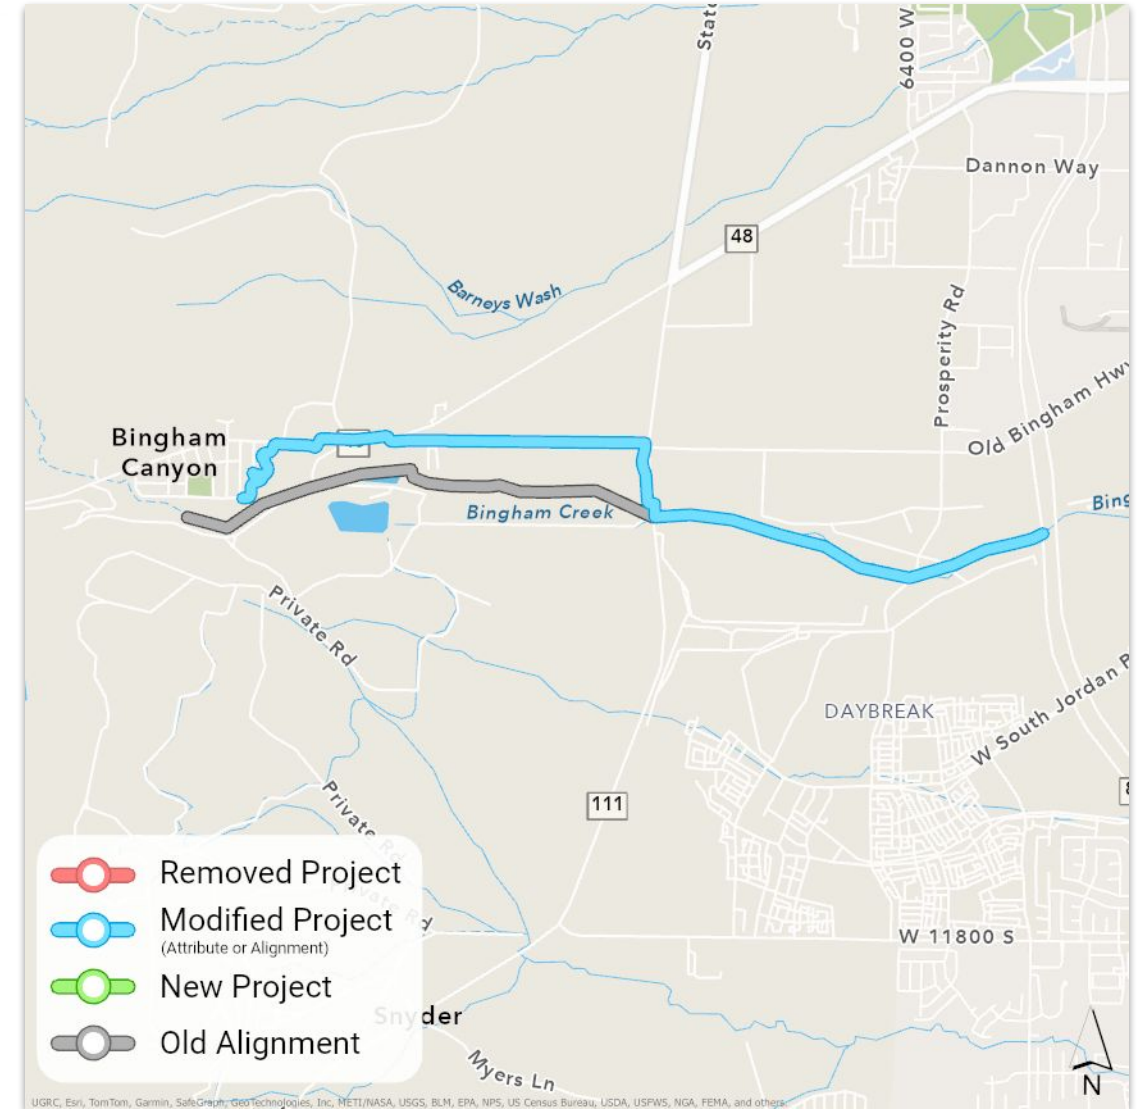 6400 W
Dannon Way
48
Barneys Wash
Prosperity Rd
Old Bingham Hwy
Bingham
Canyon
Bingham Creek
Private Rd
DAYBREAK
W South Jordan
111
Private Rd
W 11800 S
Removed Project
Modified Project
(Attribute or Alignment)
New Project
Old Alignment
Snyder
Myers Ln
N
UGRC, Esri, TomTom, Garmin, SafeGraph, GeoTechnologies, Inc, METI/NASA, USGS, BLM, EPA, NPS, US Census Bureau, USDA, USFWS, NGA, FEMA, and others